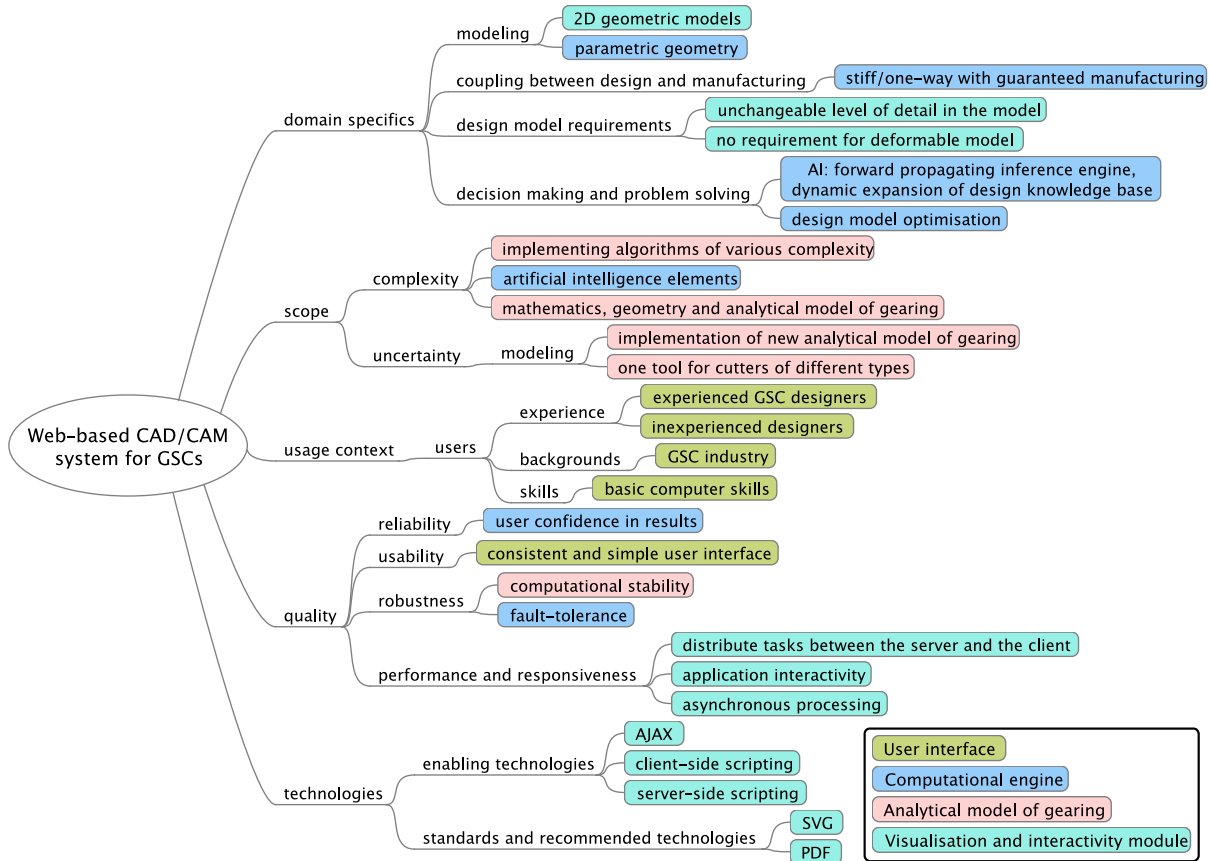 Web-based CAD/CAM
system for GSCs
domain specifics
modeling
2D geometric models
parametric geometry
coupling between design and manufacturing
stiff/one-way with guaranteed manufacturing
design model requirements
unchangeable level of detail in the model
no requirement for deformable model
decision making and problem solving
AI: forward propagating inference engine,
dynamic expansion of design knowledge base
design model optimisation
scope
complexity
implementing algorithms of various complexity
artificial intelligence elements
mathematics, geometry and analytical model of gearing
uncertainty
modeling
implementation of new analytical model of gearing
one tool for cutters of different types
usage context
users
experience
experienced GSC designers
inexperienced designers
backgrounds
GSC industry
skills
basic computer skills
quality
reliability
user confidence in results
usability
consistent and simple user interface
robustness
computational stability
fault-tolerance
performance and responsiveness
distribute tasks between the server and the client
application interactivity
asynchronous processing
technologies
enabling technologies
AJAX
client-side scripting
server-side scripting
standards and recommended technologies
SVG
PDF
User interface
Computational engine
Analytical model of gearing
Visualisation and interactivity module